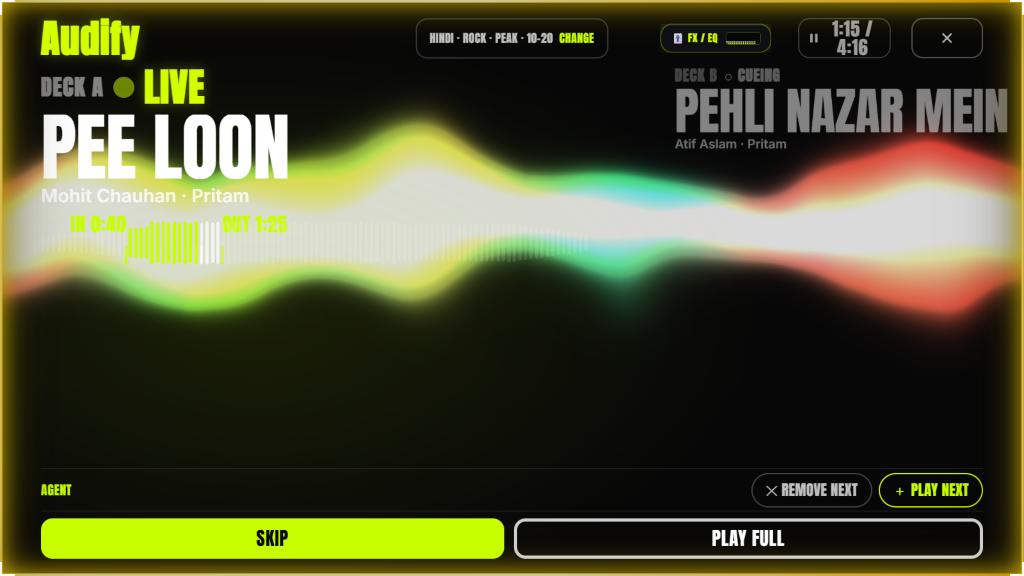 Audify
HINDI · ROCK · PEAK · 10-20 CHANGE
FX / EQ
1:15 /
4:16
DECK A LIVE
PEE LOON
Mohit Chauhan · Pritam
IN 0:40
OUT 1:25
DECK B CUEING
PEHLI NAZAR MEIN
Atif Aslam · Pritam
AGENT
REMOVE NEXT
+ PLAY NEXT
SKIP
PLAY FULL